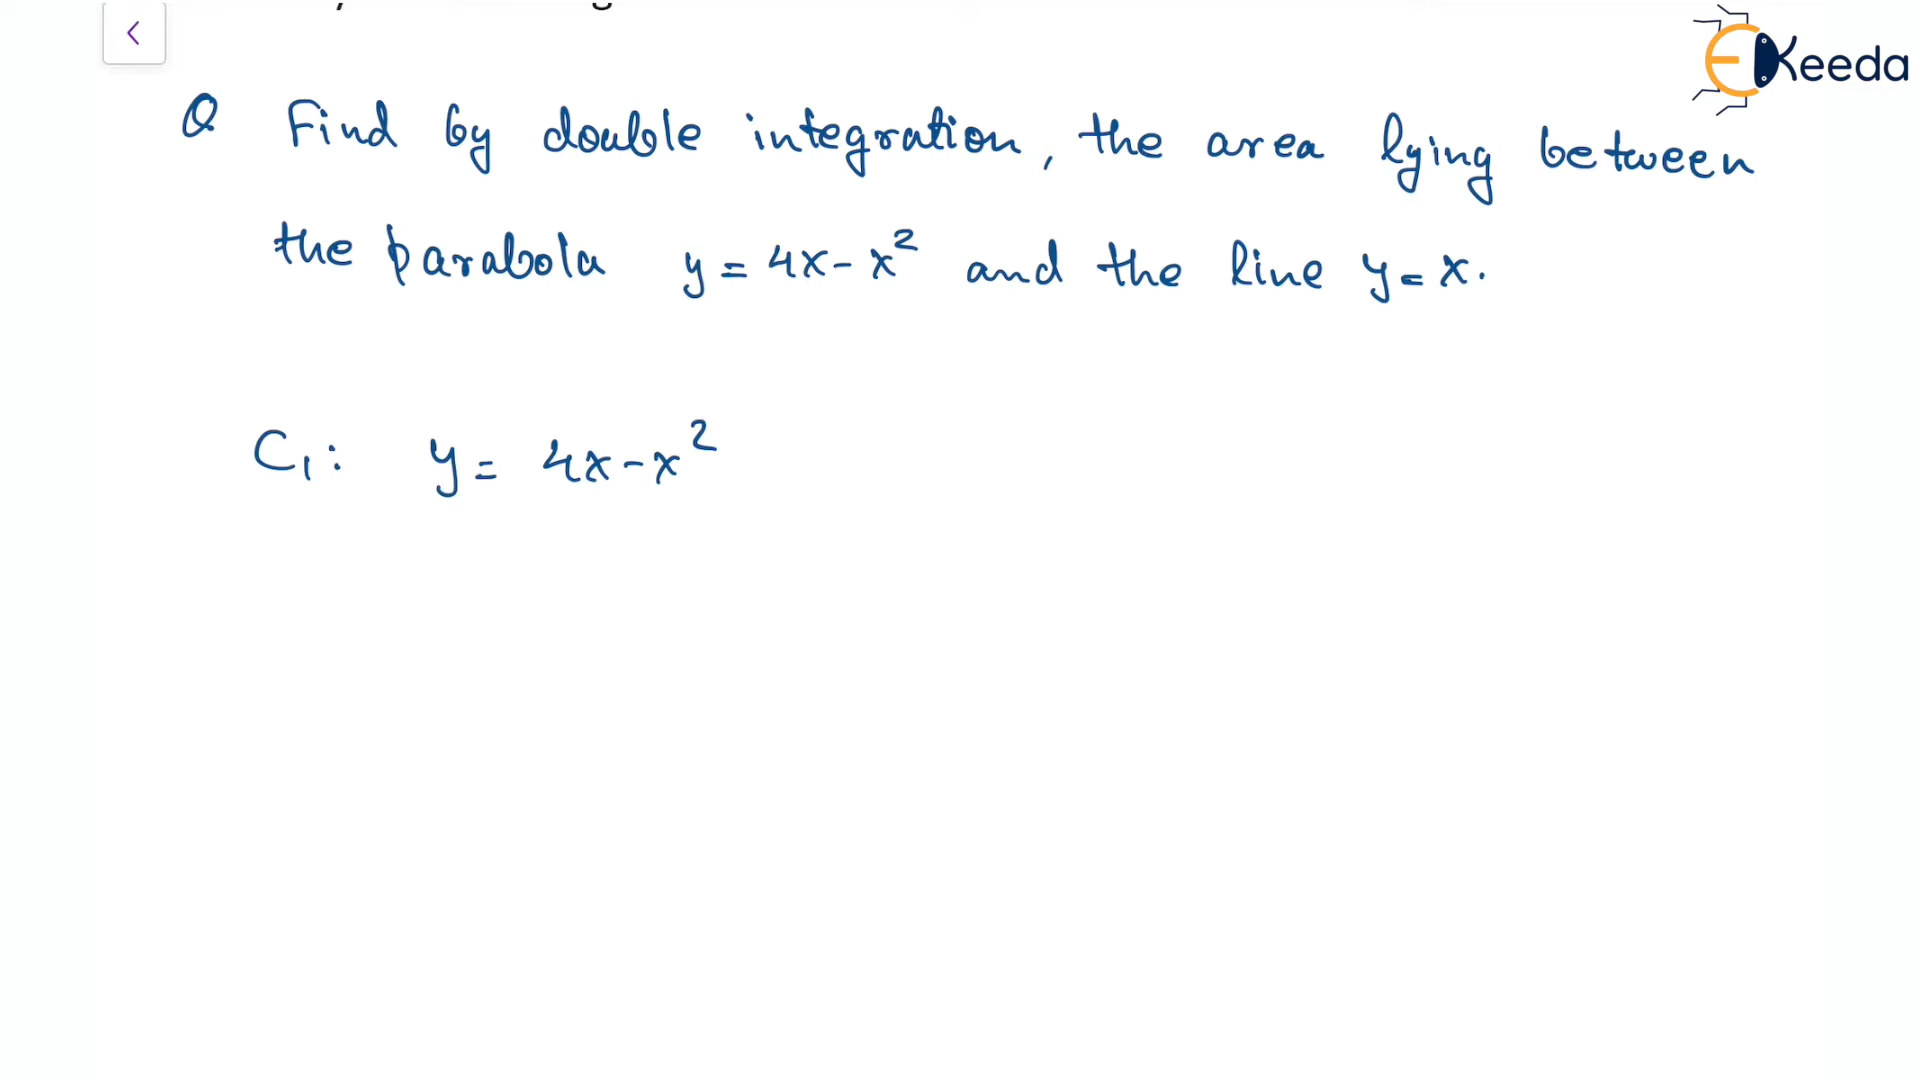 Keeda
Q Find by double integration, the area lying between
the parabola y = 4x - x² and the line y = x.
C₁: y = 4x - x²